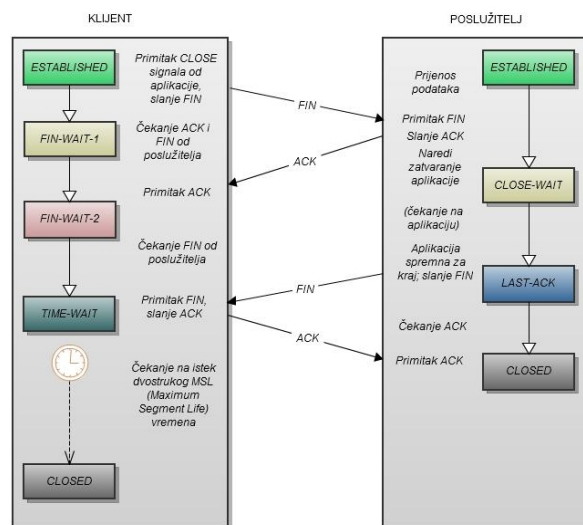 KLIJENT
ESTABLISHED
Primitak CLOSE
signala od
aplikacije,
slanje FIN
FIN-WAIT-1
Čekanje ACK i
FIN od
poslužitelja
Primitak ACK
FIN-WAIT-2
Čekanje FIN od
poslužitelja
TIME-WAIT
Primitak FIN,
slanje ACK
Čekanje na istek
dvostrukog MSL
(Maximum
Segment Life)
vremena
CLOSED
FIN
ACK
FIN
ACK
POSLUŽITELJ
Prijenos
podataka
ESTABLISHED
Primitak FIN
Slanje ACK
Naredi
zatvaranje
aplikacije
CLOSE-WAIT
(čekanje na
aplikaciju)
Aplikacija
spremna za
kraj; slanje FIN
LAST-ACK
Čekanje ACK
Primitak ACK
CLOSED